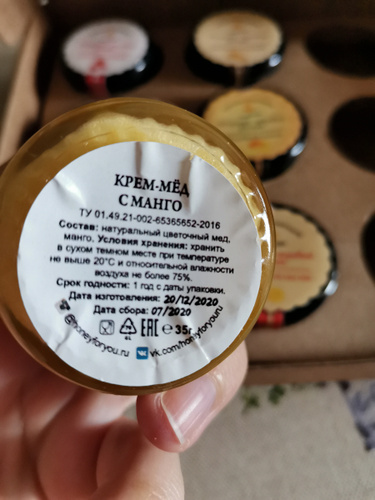 КРЕМ-МЁД
С МАНГО
ТУ 01.49.21-002-65365652-2016
Состав: натуральный цветочный мед,
манго. Условия хранения: хранить
в сухом темном месте при температуре
не выше 20°С и относительной влажности
воздуха не более 75%.
Срок годности: 1 год с даты упаковки.
Дата изготовления: 20/12/2020
Дата сбора: 07/2020
EAC ℮ 35г
honeyforyou.ru vk.com/honyforyou.ru